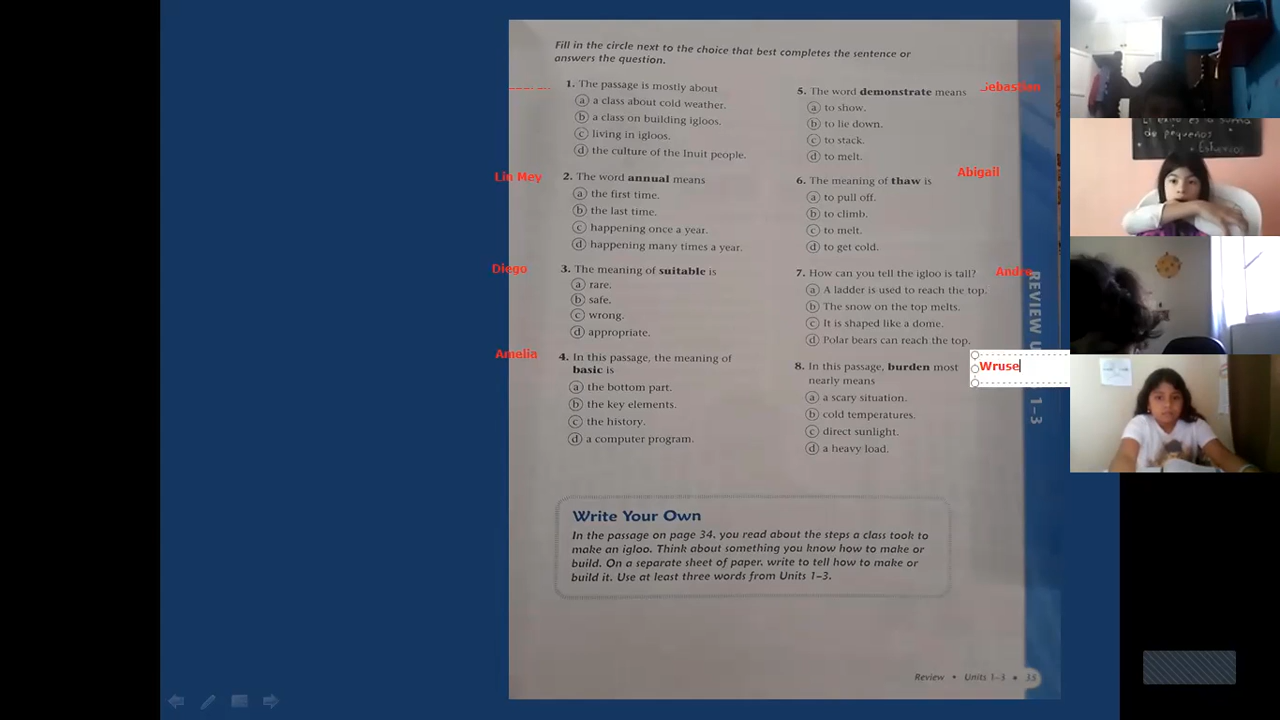 Fill in the circle next to the choice that best completes the sentence or
answers the question.
1. The passage is mostly about
a a class about cold weather.
b a class on building igloos.
c living in igloos.
d the culture of the Inuit people.
Lin Mey
2. The word annual means
a the first time.
b the last time.
c happening once a year.
d happening many times a year.
Diego
3. The meaning of suitable is
a rare.
b safe.
c wrong.
d appropriate.
Amelia
4. In this passage, the meaning of
basic is
a the bottom part.
b the key elements.
c the history.
d a computer program.
Sebastian
5. The word demonstrate means
a to show.
b to lie down.
c to stack.
d to melt.
Abigail
6. The meaning of thaw is
a to pull off.
b to climb.
c to melt.
d to get cold.
7. How can you tell the igloo is tall?
a A ladder is used to reach the top.
b The snow on the top melts.
c It is shaped like a dome.
d Polar bears can reach the top.
Wruse
8. In this passage, burden most
nearly means
a a scary situation.
b cold temperatures.
c direct sunlight.
d a heavy load.
Write Your Own
In the passage on page 34, you read about the steps a class took to
make an igloo. Think about something you know how to make or
build. On a separate sheet of paper, write to tell how to make or
build it. Use at least three words from Units 1–3.
Review • Units 1–3 • 35
REVIEW 1–3
de pequeños
Esfuerzos